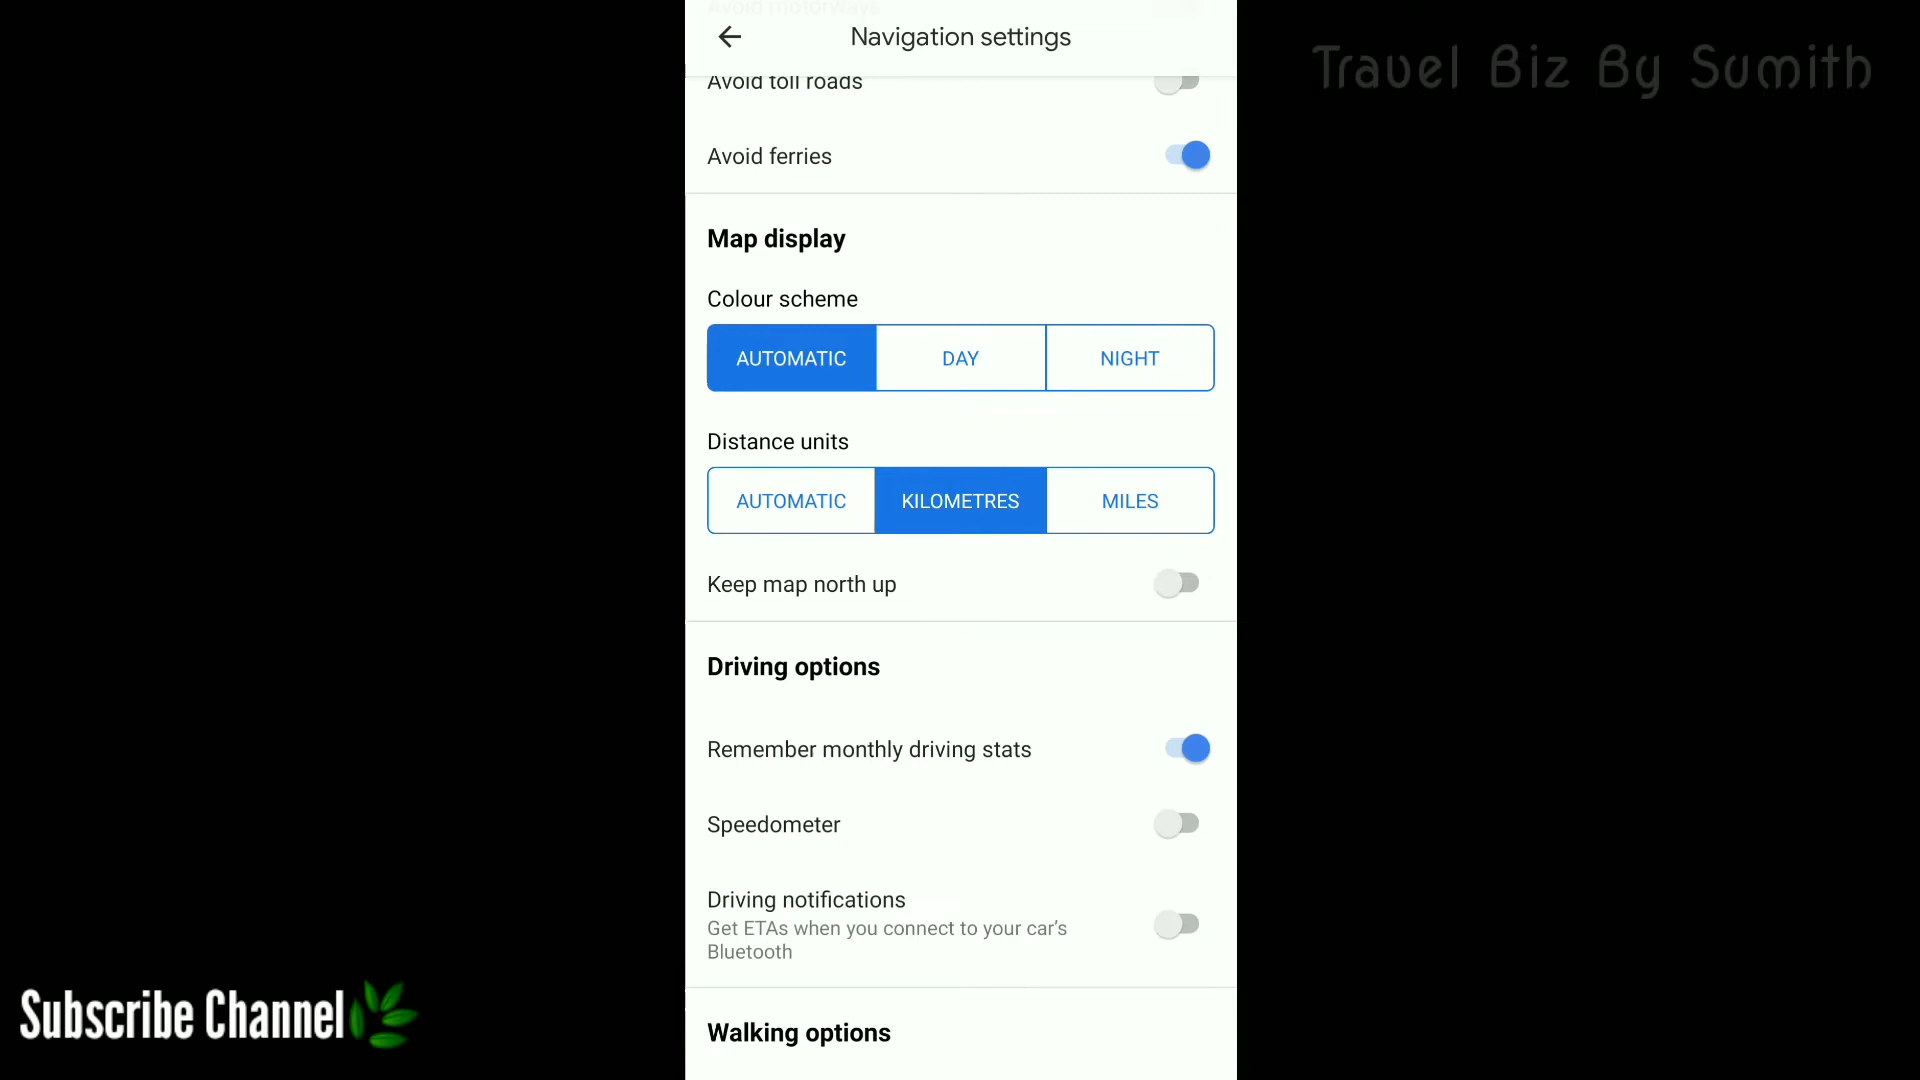 Avoid motorways
Navigation settings
Travel Biz By Sumith
Avoid toll roads
Avoid ferries
Map display
Colour scheme
AUTOMATIC DAY NIGHT
Distance units
AUTOMATIC KILOMETRES MILES
Keep map north up
Driving options
Remember monthly driving stats
Speedometer
Driving notifications
Get ETAs when you connect to your car’s
Bluetooth
Subscribe Channel
Walking options